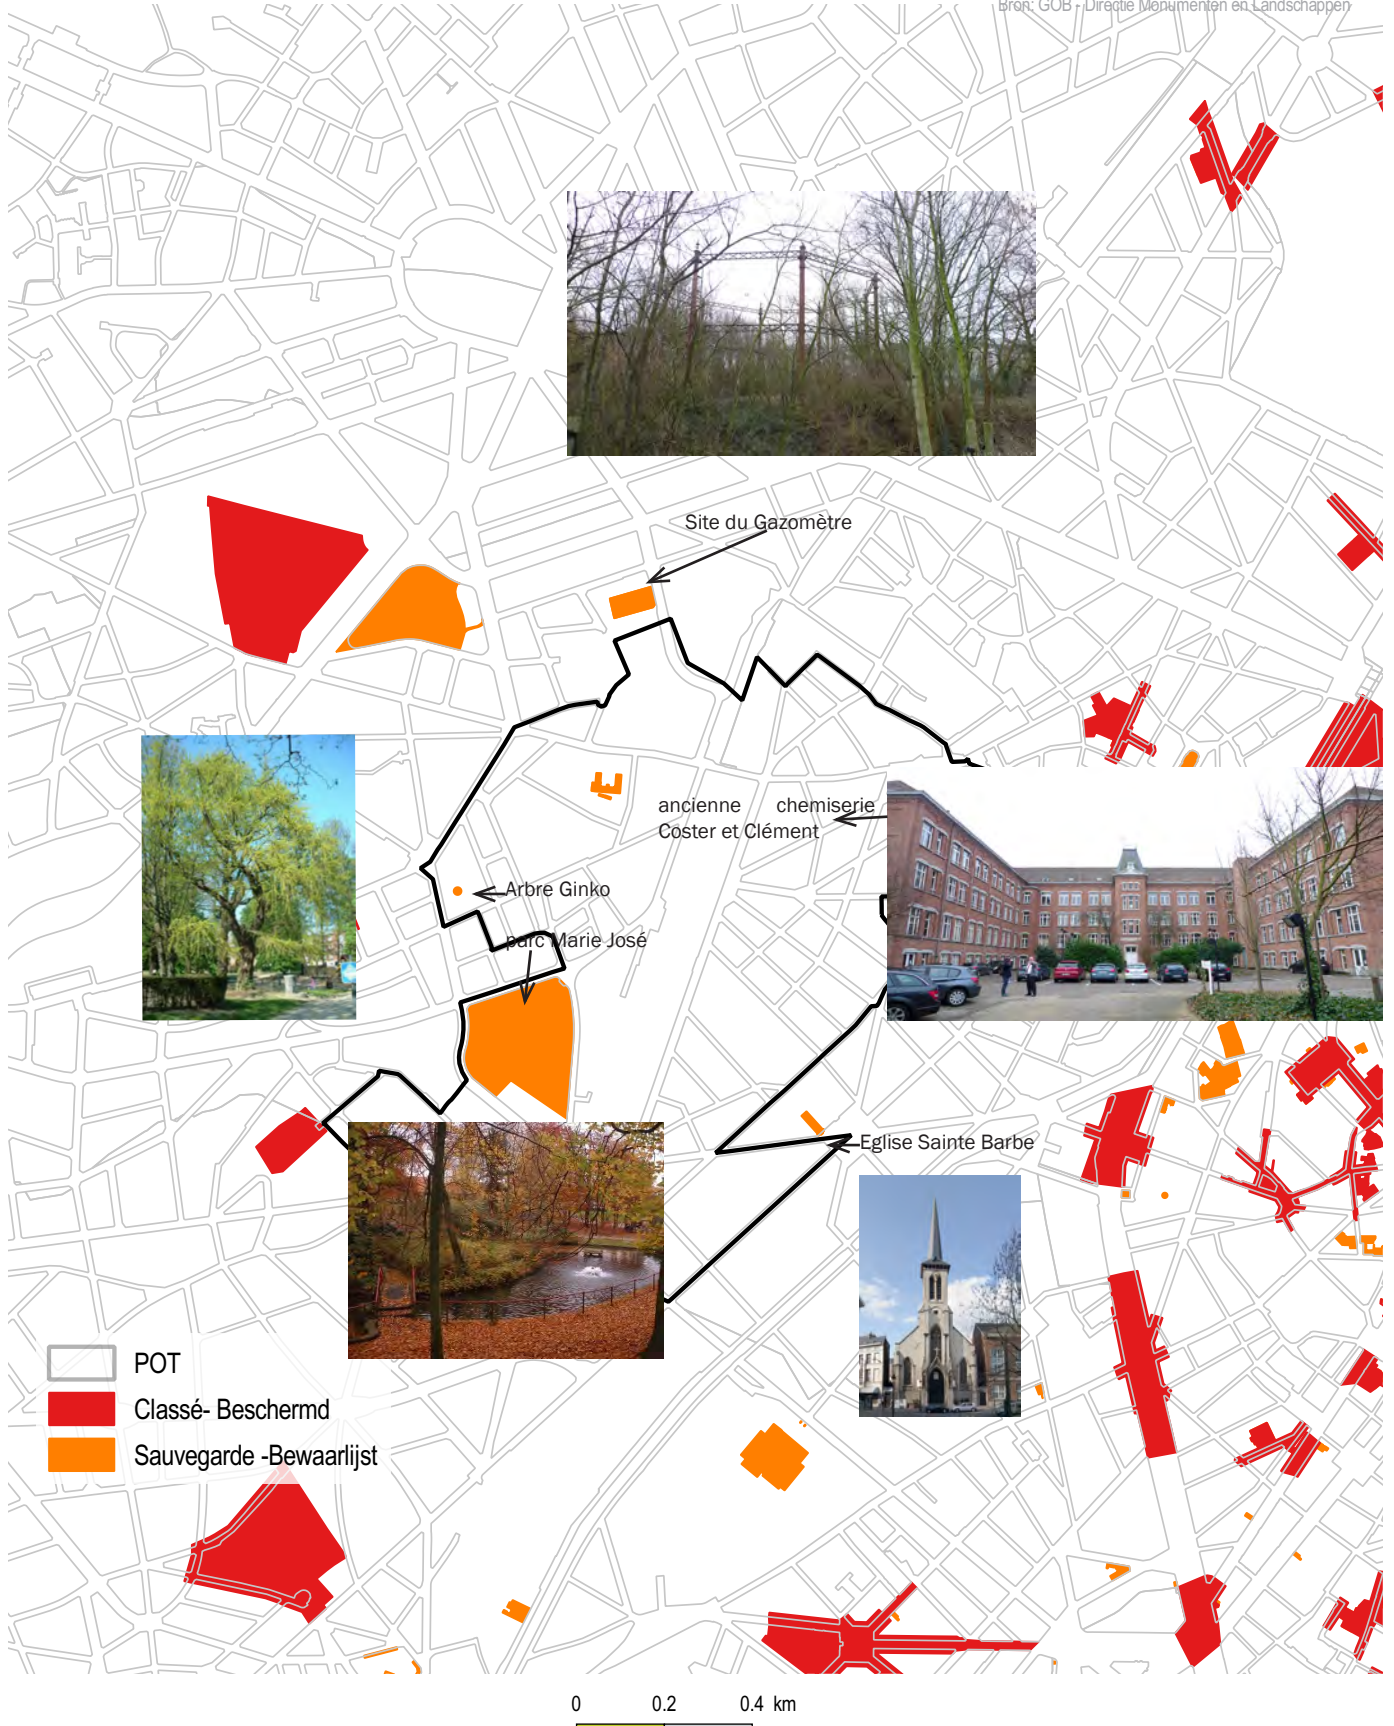 Bron: GOB - Directie Monumenten en Landschappen
Site du Gazomètre
ancienne chemiserie
Coster et Clément
Arbre Ginko
parc Marie José
Eglise Sainte Barbe
POT
Classé- Beschermd
Sauvegarde -Bewaarlijst
0 0.2 0.4 km